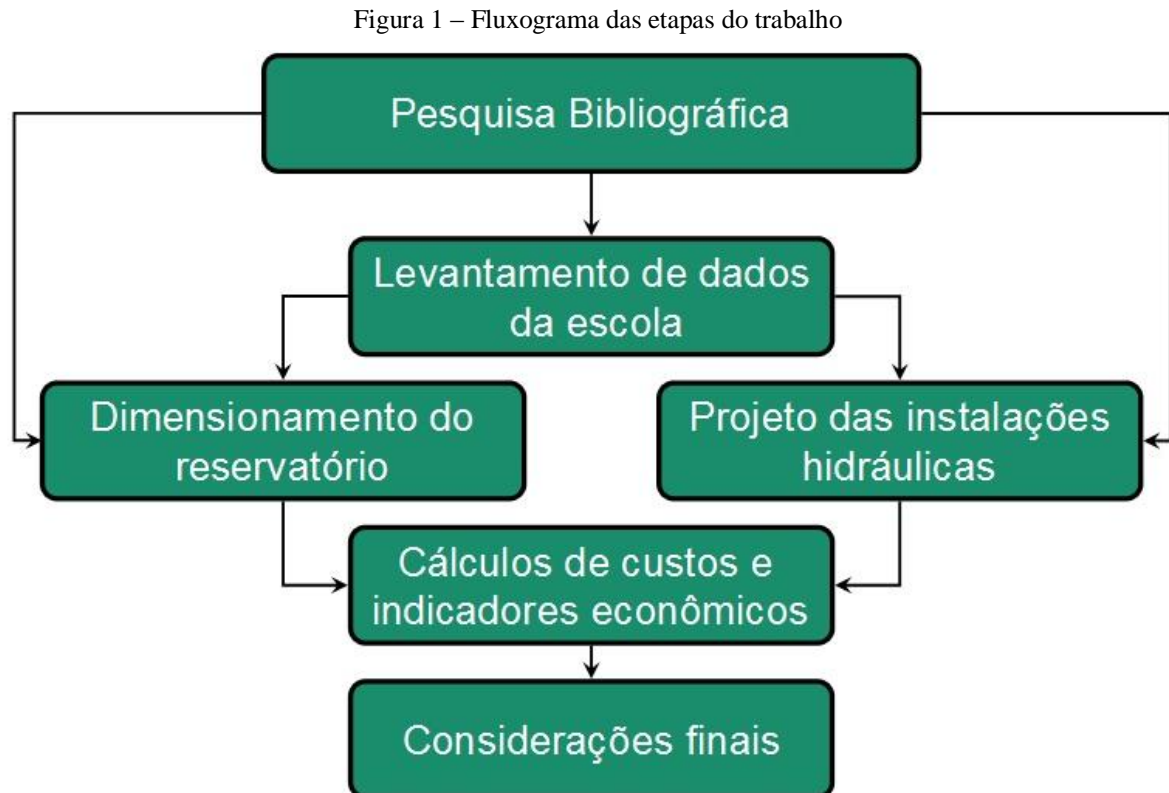 Figura 1 – Fluxograma das etapas do trabalho
Pesquisa Bibliográfica
Levantamento de dados
da escola
Dimensionamento do
reservatório
Projeto das instalações
hidráulicas
Cálculos de custos e
indicadores econômicos
Considerações finais